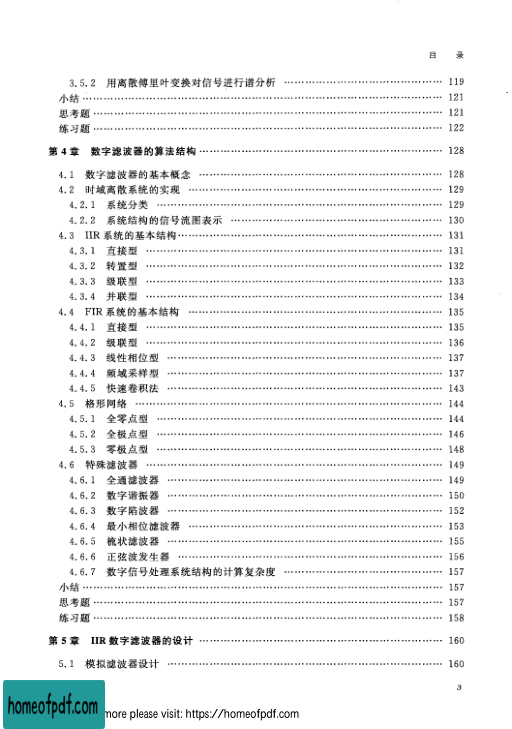 目 录
3.5.2 用离散傅里叶变换对信号进行谱分析 …… 119
小结 …… 121
思考题 …… 121
练习题 …… 122
第 4 章 数字滤波器的算法结构 …… 128
4.1 数字滤波器的基本概念 …… 128
4.2 时域离散系统的实现 …… 129
4.2.1 系统分类 …… 129
4.2.2 系统结构的信号流图表示 …… 130
4.3 IIR 系统的基本结构 …… 131
4.3.1 直接型 …… 131
4.3.2 转置型 …… 132
4.3.3 级联型 …… 133
4.3.4 并联型 …… 134
4.4 FIR 系统的基本结构 …… 135
4.4.1 直接型 …… 135
4.4.2 级联型 …… 136
4.4.3 线性相位型 …… 137
4.4.4 频域采样型 …… 137
4.4.5 快速卷积法 …… 143
4.5 格形网络 …… 144
4.5.1 全零点型 …… 144
4.5.2 全极点型 …… 146
4.5.3 零极点型 …… 148
4.6 特殊滤波器 …… 149
4.6.1 全通滤波器 …… 149
4.6.2 数字谐振器 …… 150
4.6.3 数字陷波器 …… 152
4.6.4 最小相位滤波器 …… 153
4.6.5 梳状滤波器 …… 155
4.6.6 正弦波发生器 …… 156
4.6.7 数字信号处理系统结构的计算复杂度 …… 157
小结 …… 157
思考题 …… 157
练习题 …… 158
第 5 章 IIR 数字滤波器的设计 …… 160
5.1 模拟滤波器设计 …… 160
3
homeofpdf.com
more please visit: https://homeofpdf.com